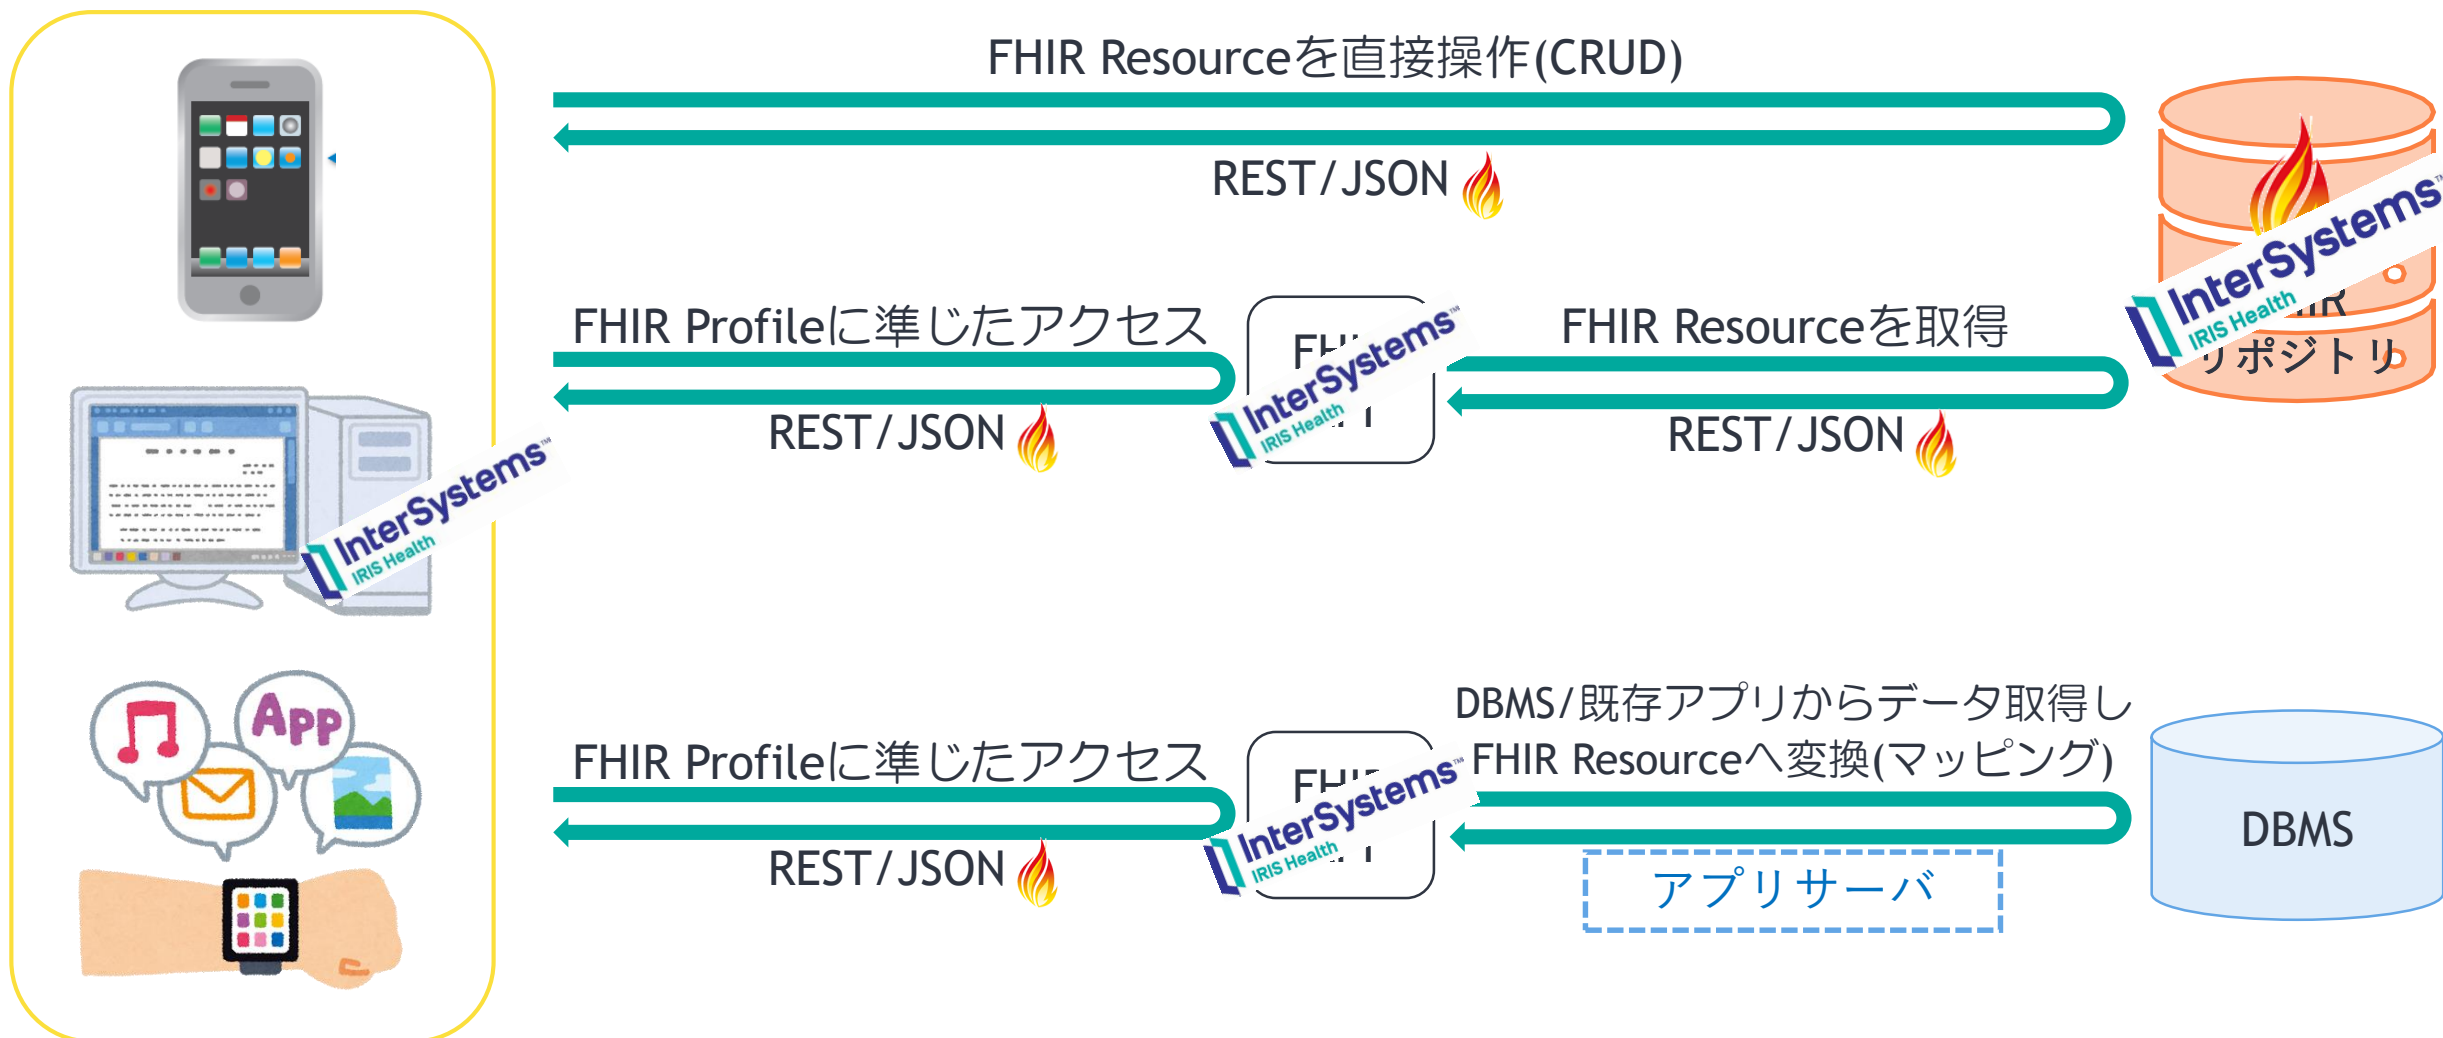 FHIR Resourceを直接操作(CRUD)
REST/JSON
InterSystems™
IRIS Health
リポジトリ
FHIR Profileに準じたアクセス
REST/JSON
InterSystems™
IRIS Health
FHIR Resourceを取得
REST/JSON
InterSystems™
IRIS Health
App
FHIR Profileに準じたアクセス
REST/JSON
InterSystems™
IRIS Health
DBMS/既存アプリからデータ取得し
FHIR Resourceへ変換(マッピング)
アプリサーバ
DBMS